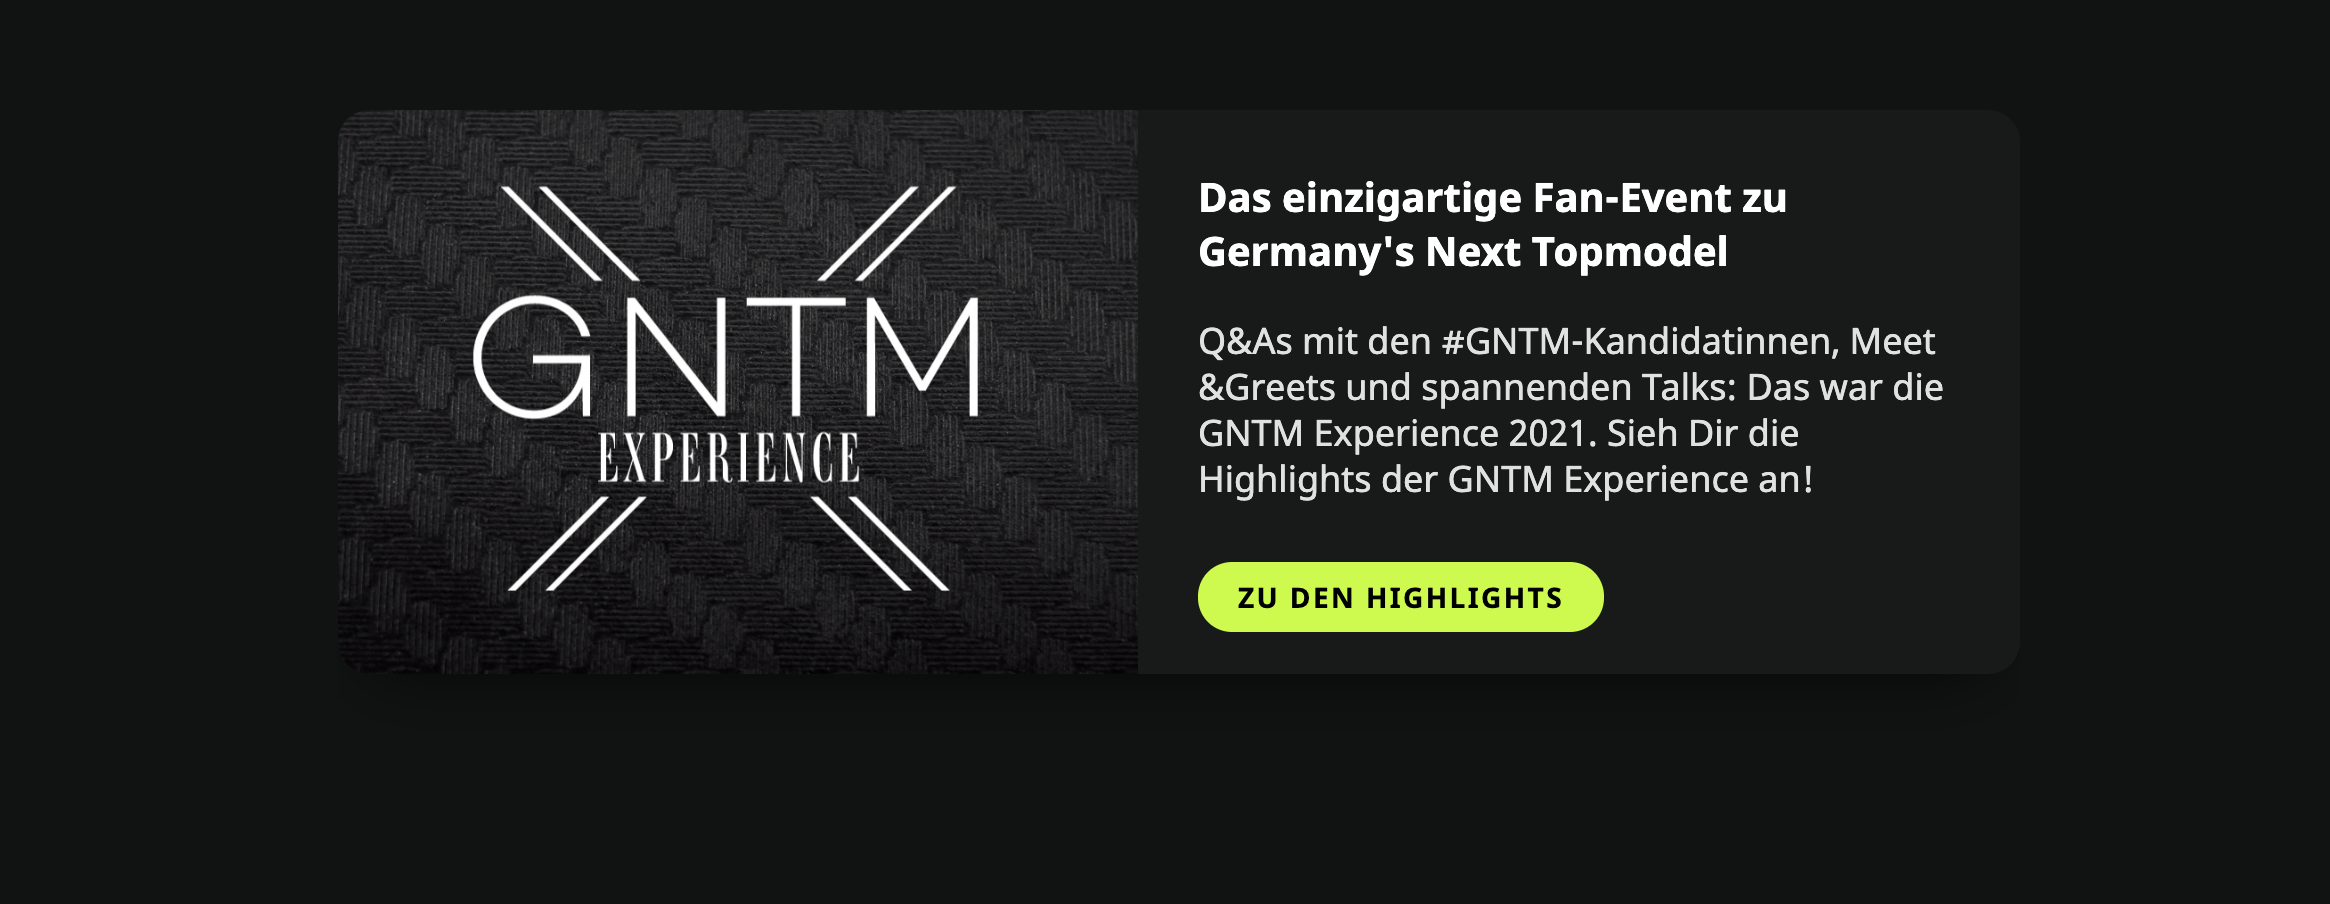 GNTM
EXPERIENCE
Das einzigartige Fan-Event zu
Germany's Next Topmodel
Q&As mit den #GNTM-Kandidatinnen, Meet
&Greets und spannenden Talks: Das war die
GNTM Experience 2021. Sieh Dir die
Highlights der GNTM Experience an!
ZU DEN HIGHLIGHTS